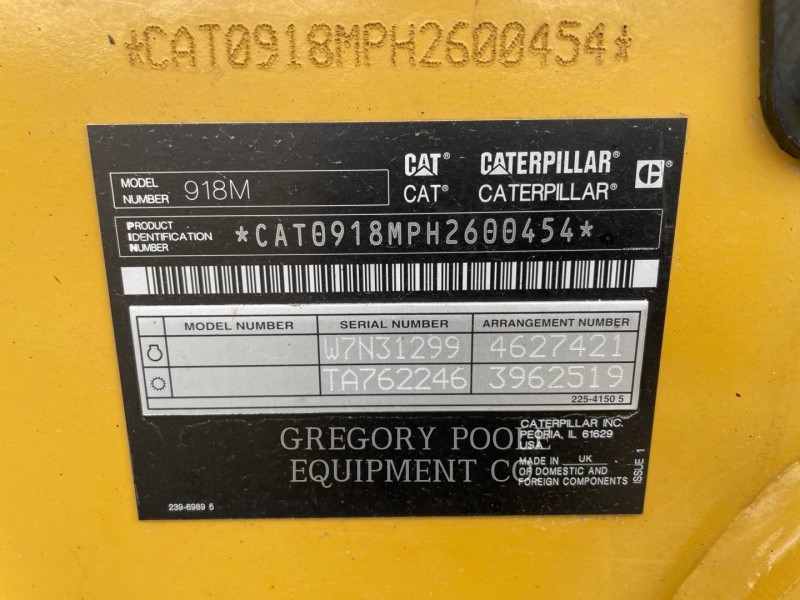 *CAT0918MPH2600454*
CAT® CATERPILLAR®
MODEL NUMBER 918M CAT® CATERPILLAR®
PRODUCT IDENTIFICATION NUMBER *CAT0918MPH2600454*
MODEL NUMBER SERIAL NUMBER ARRANGEMENT NUMBER
W7N31299 4627421
TA762246 3962519
225-4150 5
CATERPILLAR INC.
PEORIA, IL 61629
USA
MADE IN UK
OF DOMESTIC AND
FOREIGN COMPONENTS
ISSUE 1
GREGORY POOLE
EQUIPMENT CO
239-6989 5